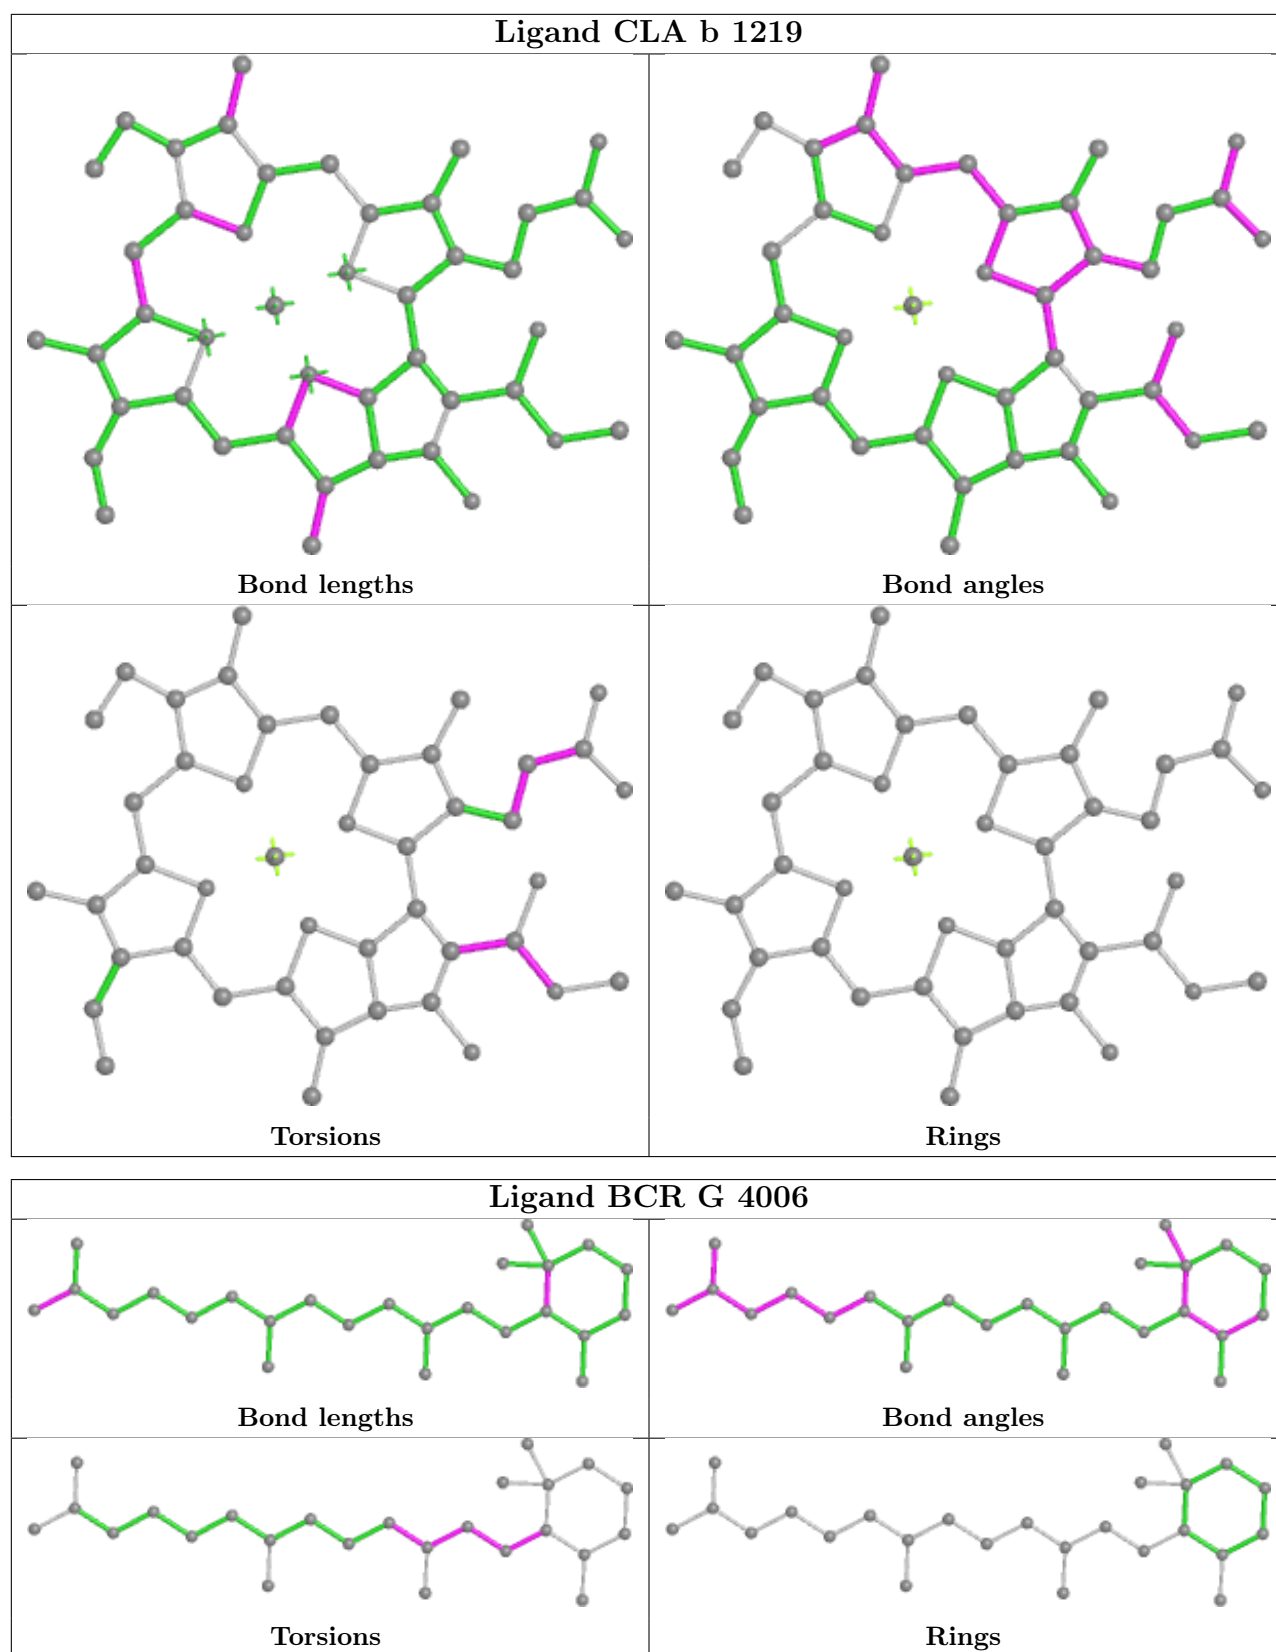 Ligand CLA b 1219
Bond lengths
Bond angles
Torsions
Rings
Ligand BCR G 4006
Bond lengths
Bond angles
Torsions
Rings